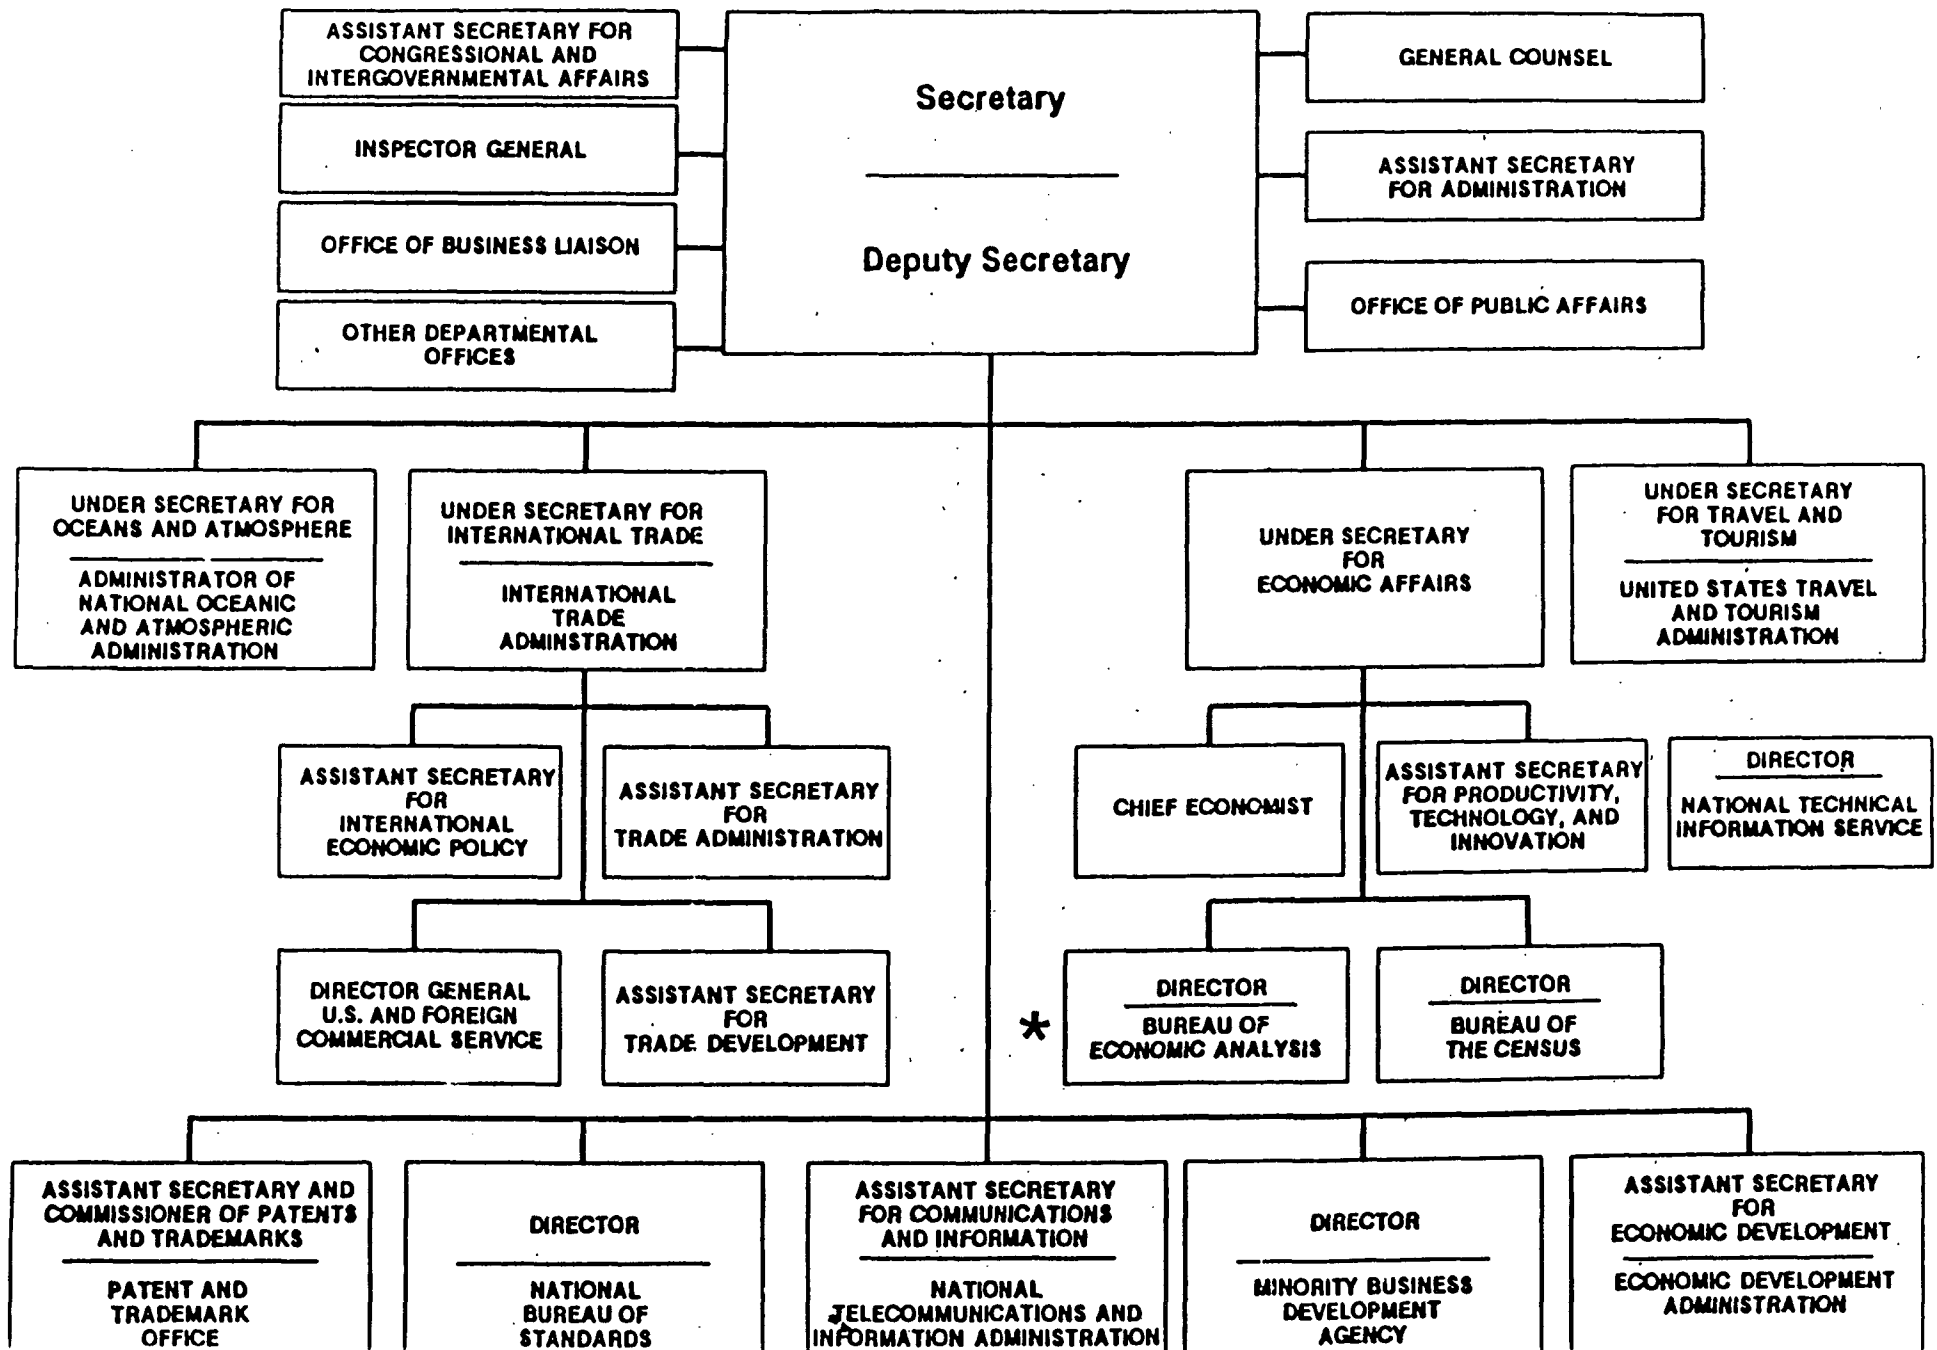 ASSISTANT SECRETARY FOR
CONGRESSIONAL AND
INTERGOVERNMENTAL AFFAIRS
INSPECTOR GENERAL
OFFICE OF BUSINESS LIAISON
OTHER DEPARTMENTAL
OFFICES
Secretary
Deputy Secretary
GENERAL COUNSEL
ASSISTANT SECRETARY
FOR ADMINISTRATION
OFFICE OF PUBLIC AFFAIRS
UNDER SECRETARY FOR
OCEANS AND ATMOSPHERE
ADMINISTRATOR OF
NATIONAL OCEANIC
AND ATMOSPHERIC
ADMINISTRATION
UNDER SECRETARY FOR
INTERNATIONAL TRADE
INTERNATIONAL
TRADE
ADMINSTRATION
UNDER SECRETARY
FOR
ECONOMIC AFFAIRS
UNDER SECRETARY
FOR TRAVEL AND
TOURISM
UNITED STATES TRAVEL
AND TOURISM
ADMINISTRATION
ASSISTANT SECRETARY
FOR
INTERNATIONAL
ECONOMIC POLICY
ASSISTANT SECRETARY
FOR
TRADE ADMINISTRATION
CHIEF ECONOMIST
ASSISTANT SECRETARY
FOR PRODUCTIVITY,
TECHNOLOGY, AND
INNOVATION
DIRECTOR
NATIONAL TECHNICAL
INFORMATION SERVICE
DIRECTOR GENERAL
U.S. AND FOREIGN
COMMERCIAL SERVICE
ASSISTANT SECRETARY
FOR
TRADE DEVELOPMENT
*
DIRECTOR
BUREAU OF
ECONOMIC ANALYSIS
DIRECTOR
BUREAU OF
THE CENSUS
ASSISTANT SECRETARY AND
COMMISSIONER OF PATENTS
AND TRADEMARKS
PATENT AND
TRADEMARK
OFFICE
DIRECTOR
NATIONAL
BUREAU OF
STANDARDS
ASSISTANT SECRETARY
FOR COMMUNICATIONS
AND INFORMATION
NATIONAL
TELECOMMUNICATIONS AND
INFORMATION ADMINISTRATION
DIRECTOR
MINORITY BUSINESS
DEVELOPMENT
AGENCY
ASSISTANT SECRETARY
FOR
ECONOMIC DEVELOPMENT
ECONOMIC DEVELOPMENT
ADMINISTRATION